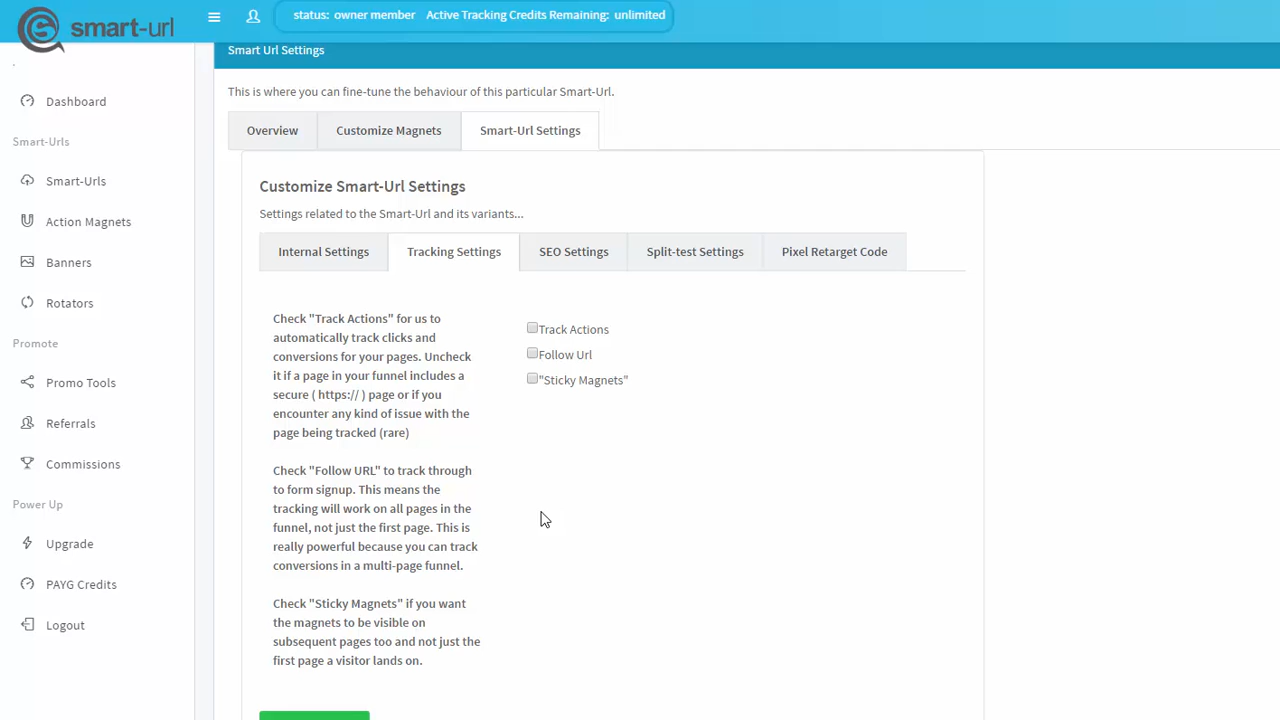 smart-url
status: owner member Active Tracking Credits Remaining: unlimited
Smart Url Settings
This is where you can fine-tune the behaviour of this particular Smart-Url.
Dashboard
Smart-Urls
Smart-Urls
Action Magnets
Banners
Rotators
Promote
Promo Tools
Referrals
Commissions
Power Up
Upgrade
PAYG Credits
Logout
Overview
Customize Magnets
Smart-Url Settings
Customize Smart-Url Settings
Settings related to the Smart-Url and its variants...
Internal Settings
Tracking Settings
SEO Settings
Split-test Settings
Pixel Retarget Code
Check "Track Actions" for us to
automatically track clicks and
conversions for your pages. Uncheck
it if a page in your funnel includes a
secure ( https:// ) page or if you
encounter any kind of issue with the
page being tracked (rare)
Check "Follow URL" to track through
to form signup. This means the
tracking will work on all pages in the
funnel, not just the first page. This is
really powerful because you can track
conversions in a multi-page funnel.
Check "Sticky Magnets" if you want
the magnets to be visible on
subsequent pages too and not just the
first page a visitor lands on.
Track Actions
Follow Url
"Sticky Magnets"